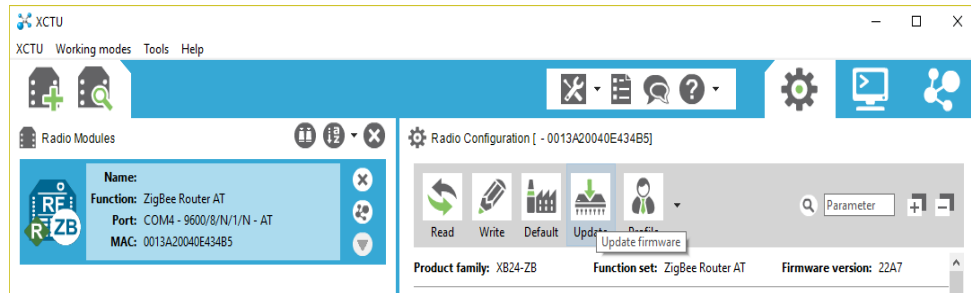 XCTU
XCTU Working modes Tools Help
Radio Modules
Radio Configuration [ - 0013A20040E434B5]
Name:
Function: ZigBee Router AT
Port: COM4 - 9600/8/N/1/N - AT
MAC: 0013A20040E434B5
RF
R ZB
Read Write Default Update Profile
Update firmware
Parameter
Product family: XB24-ZB Function set: ZigBee Router AT Firmware version: 22A7